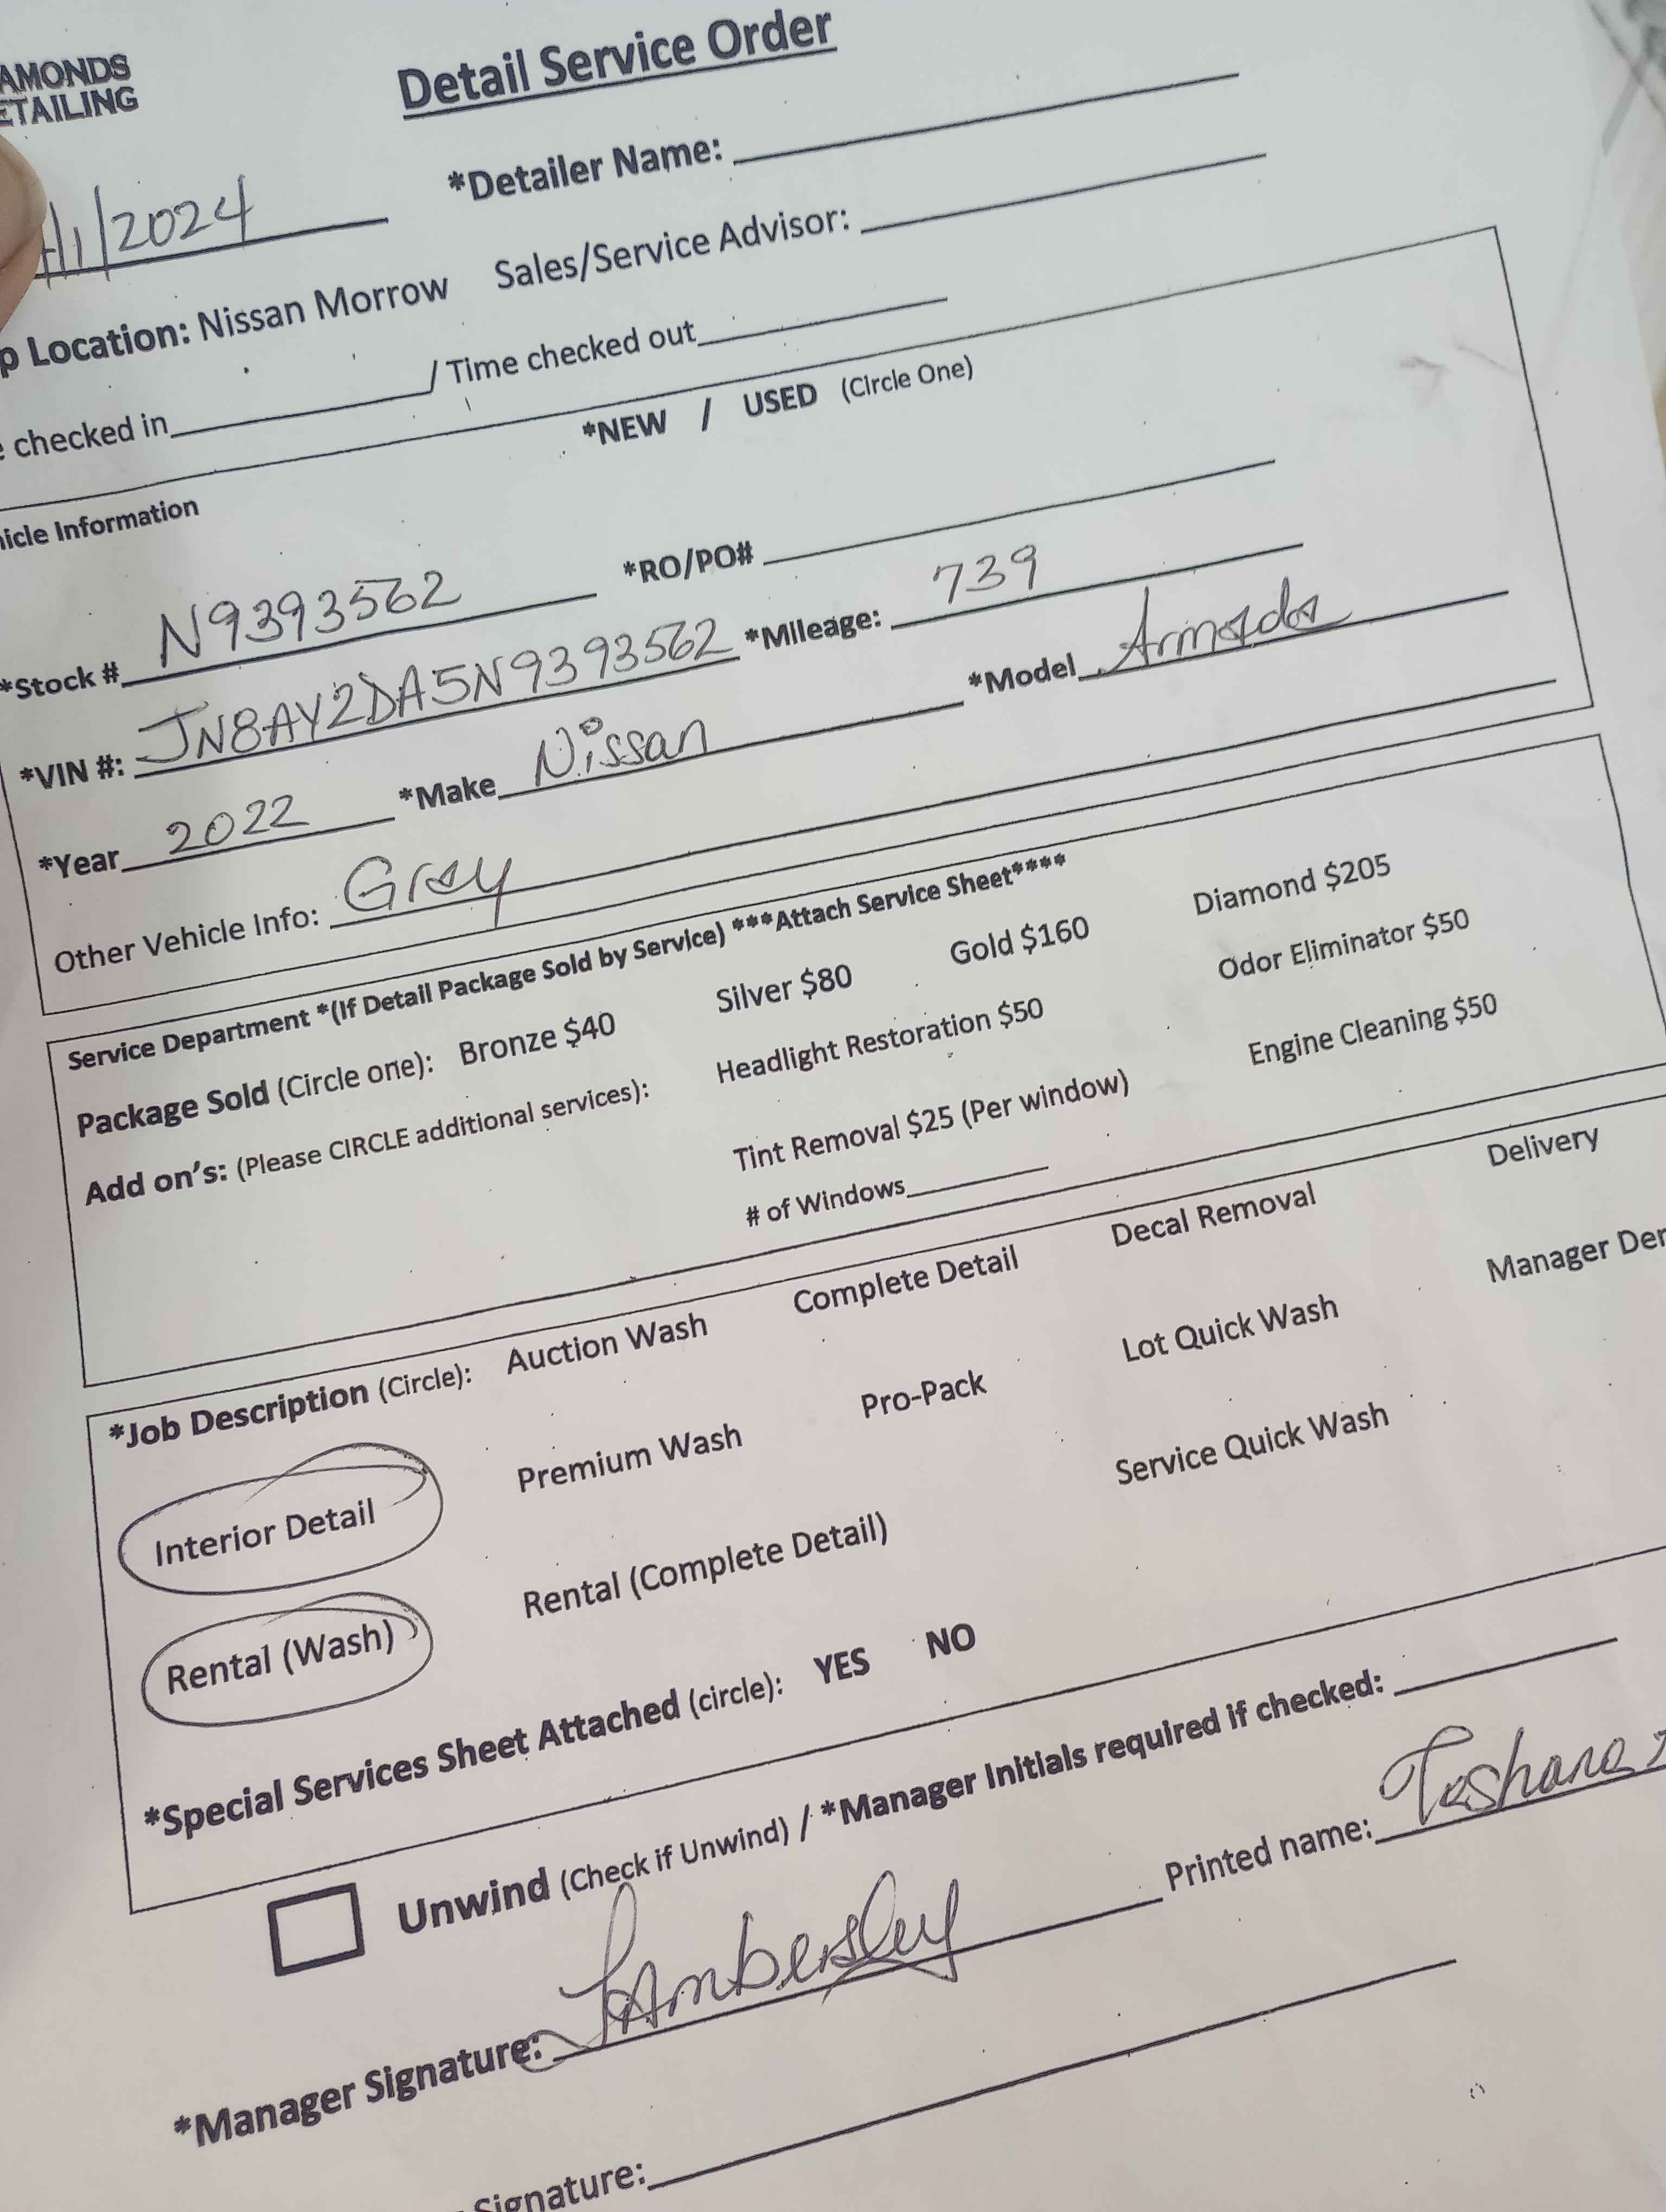 AMONDS
ETAILING
Detail Service Order
*Detailer Name:
/1/2024
p Location: Nissan Morrow Sales/Service Advisor:
checked in / Time checked out
*NEW / USED (Circle One)
icle Information
*Stock # N9393562 *RO/PO#
*VIN #: JN8AY2DA5N9393562 *Mileage: 739
*Year 2022 *Make Nissan *Model Armada
Other Vehicle Info: Gray
Service Department *(If Detail Package Sold by Service) ***Attach Service Sheet****
Package Sold (Circle one): Bronze $40 Silver $80 Gold $160 Diamond $205
Add on's: (Please CIRCLE additional services): Headlight Restoration $50 Odor Eliminator $50
Tint Removal $25 (Per window) Engine Cleaning $50
# of Windows
*Job Description (Circle): Auction Wash Complete Detail Decal Removal Delivery
Interior Detail Premium Wash Pro-Pack Lot Quick Wash Manager Der
Rental (Wash) Rental (Complete Detail) Service Quick Wash
*Special Services Sheet Attached (circle): YES NO
Unwind (Check if Unwind) / *Manager Initials required if checked:
*Manager Signature: Printed name: Teshana
Signature: